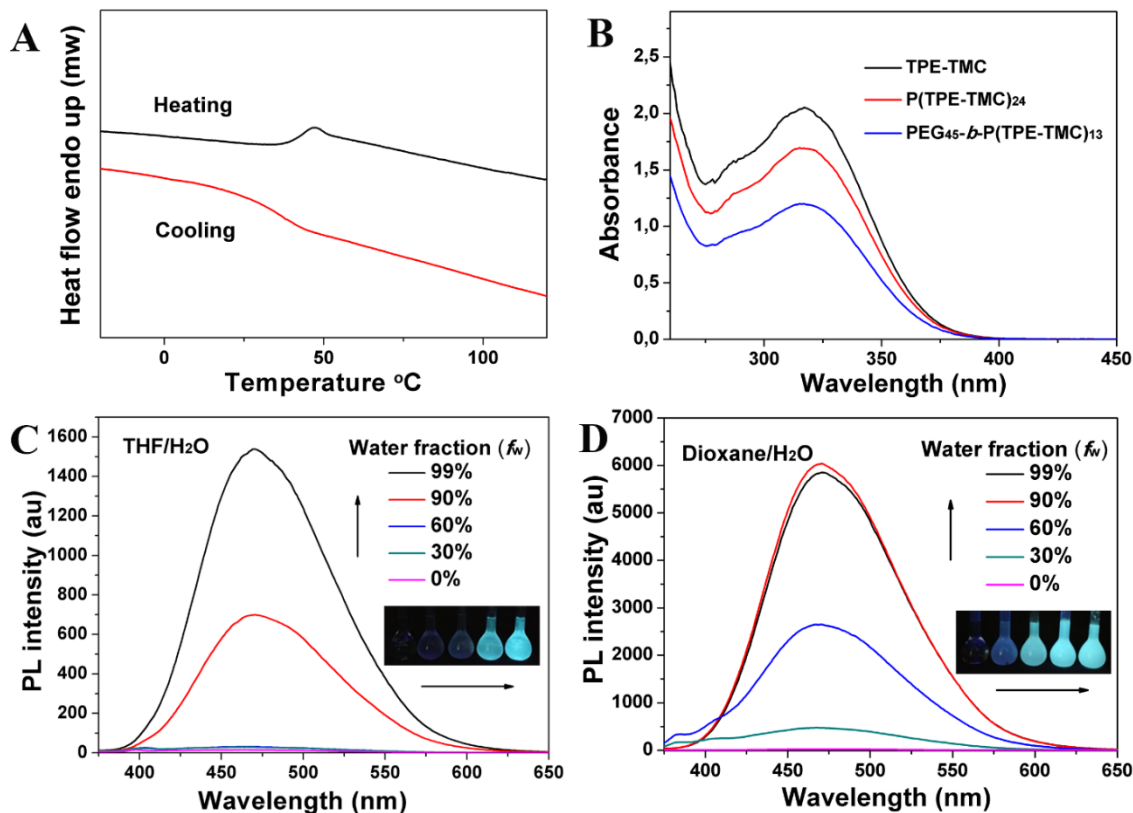 A
Heat flow endo up (mw)
Heating
Cooling
0
50
100
Temperature °C
B
Absorbance
2,5
2,0
1,5
1,0
0,5
0,0
TPE-TMC
P(TPE-TMC)24
PEG45-b-P(TPE-TMC)13
300
350
400
450
Wavelength (nm)
C
PL intensity (au)
1600
1400
1200
1000
800
600
400
200
0
THF/H2O
Water fraction (fw)
99%
90%
60%
30%
0%
400
450
500
550
600
650
Wavelength (nm)
D
PL intensity (au)
7000
6000
5000
4000
3000
2000
1000
0
Dioxane/H2O
Water fraction (fw)
99%
90%
60%
30%
0%
400
450
500
550
600
650
Wavelength (nm)